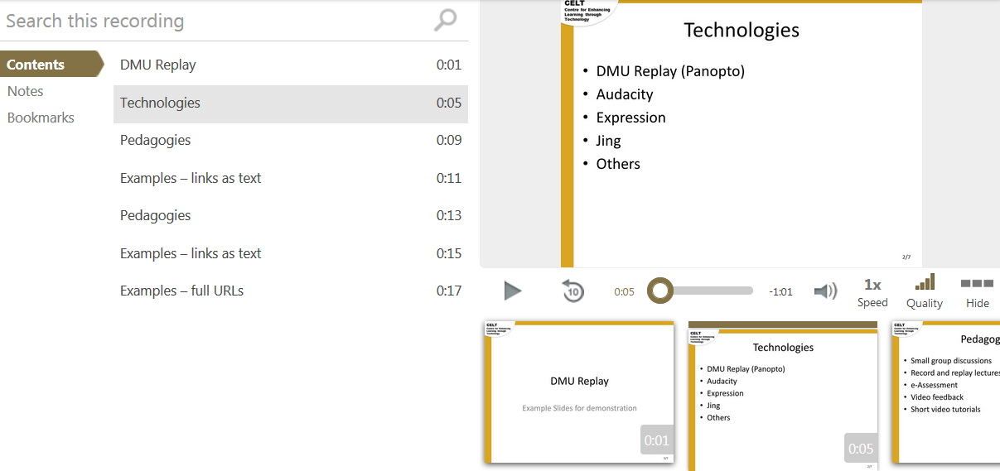 Search this recording
Contents
Notes
Bookmarks
DMU Replay 0:01
Technologies 0:05
Pedagogies 0:09
Examples – links as text 0:11
Pedagogies 0:13
Examples – links as text 0:15
Examples – full URLs 0:17
CELT
Centre for Enhancing
Learning through
Technology
Technologies
• DMU Replay (Panopto)
• Audacity
• Expression
• Jing
• Others
2/7
10
0:05
-1:01
1x
Speed
Quality
Hide
CELT
Centre for Enhancing
Learning through
Technology
DMU Replay
Example Slides for demonstration
0:01
CELT
Centre for Enhancing
Learning through
Technology
Technologies
• DMU Replay (Panopto)
• Audacity
• Expression
• Jing
• Others
0:05
CELT
Centre for Enhancing
Learning through
Technology
Pedagog
• Small group discussions
• Record and replay lectures
• e-Assessment
• Video feedback
• Short video tutorials